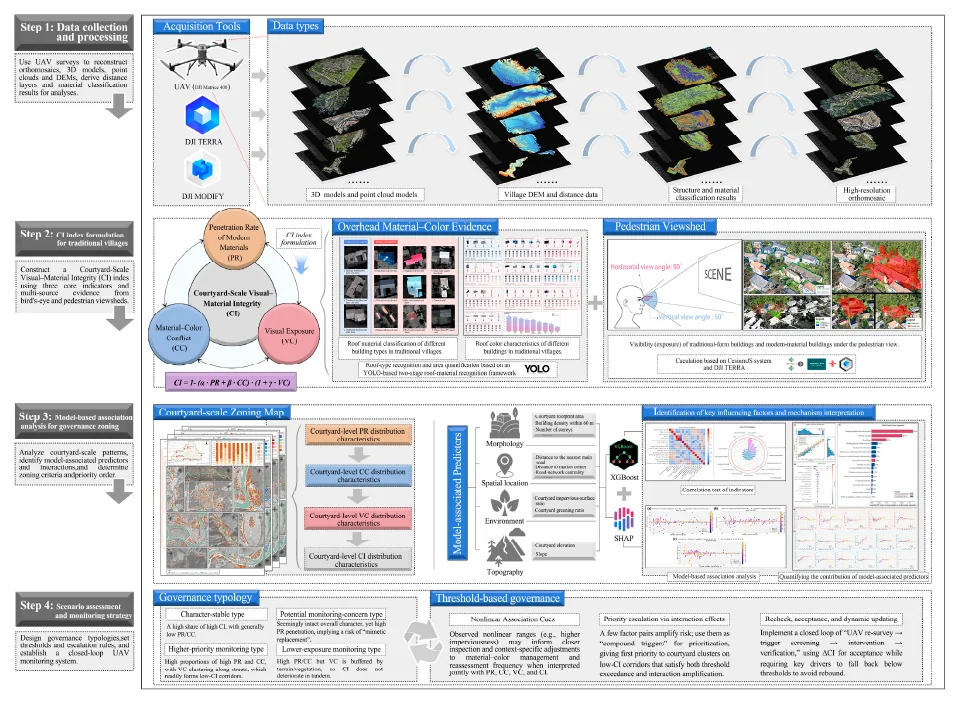 Step 1: Data collection
and processing
Use UAV surveys to reconstruct
orthomosaics, 3D models, point
clouds and DEMs, derive distance
layers and material classification
results for analyses.
Acquisition Tools
UAV (DJI Matrice 400)
DJI TERRA
DJI MODIFY
Data types
3D models and point cloud models
Village DEM and distance data
Structure and material
classification results
High-resolution
orthomosaic
Step 2: CI index formulation
for traditional villages
Construct a Courtyard-Scale
Visual–Material Integrity (CI) index
using three core indicators and
multi-source evidence from
bird's-eye and pedestrian viewsheds.
Penetration Rate
of Modern
Materials
(PR)
CI index
formulation
Courtyard-Scale Visual–
Material Integrity
(CI)
Material–Color
Conflict
(CC)
Visual Exposure
(VC)
CI = 1- (α · PR + β · CC) · (1 + γ · VC)
Overhead Material–Color Evidence
Roof material classification of different
building types in traditional villages.
Roof color characteristics of different
buildings in traditional villages.
Roof-type recognition and area quantification based on an
YOLO-based two-stage roof-material recognition framework
YOLO
Pedestrian Viewshed
Horizontal view angle: 90°
SCENE
Vertical view angle : 60°
Visibility (exposure) of traditional-form buildings and modern-material buildings under the pedestrian view.
Caculation based on CesiumJS system
and DJI TERRA
Step 3: Model-based association
analysis for governance zoning
Analyze courtyard-scale patterns,
identify model-associated predictors
and interactions,and determine
zoning criteria andpriority order.
Courtyard-scale Zoning Map
Courtyard-level PR distribution
characteristics
Courtyard-level CC distribution
characteristics
Courtyard-level VC distribution
characteristics
Courtyard-level CI distribution
characteristics
Model-associated Predictors
Morphology
Courtyard footprint area
Building density within 60 m
Number of storeys
Spatial location
Distance to the nearest main
road
Distance to market center
Road-network centrality
Environment
Courtyard impervious-surface
ratio
Courtyard greening ratio
Topography
Courtyard elevation
Slope
XGBoost
SHAP
Identification of key influencing factors and mechanism interpretation
Correlation test of indicators
Model-based association analysis
Quantifying the contribution of model-associated predictors
Step 4: Scenario assessment
and monitoring strategy
Design governance typologies,set
thresholds and escalation rules, and
establish a closed-loop UAV
monitoring system.
Governance typology
Character-stable type
A high share of high CI, with generally
low PR/CC.
Higher-priority monitoring type
High proportions of high PR and CC,
with VC clustering along streets, which
readily forms low-CI corridors.
Potential monitoring-concern type
Seemingly intact overall character, yet high
PR penetration, implying a risk of “mimetic
replacement”.
Lower-exposure monitoring type
High PR/CC but VC is buffered by
terrain/vegetation, so CI does not
deteriorate in tandem.
Threshold-based governance
Nonlinear Association Cues
Observed nonlinear ranges (e.g., higher
imperviousness) may inform closer
inspection and context-specific adjustments
to material-color management and
reassessment frequency when interpreted
jointly with PR, CC, VC, and CI.
Priority escalation via interaction effects
A few factor pairs amplify risk; use them as
“compound trigger” for prioritization,
giving first priority to courtyard clusters on
low-CI corridors that satisfy both threshold
exceedance and interaction amplification.
Recheck, acceptance, and dynamic updating
Implement a closed loop of “UAV re-survey →
trigger screening → intervention →
verification,” using ΔCI for acceptance while
requiring key drivers to fall back below
thresholds to avoid rebound.